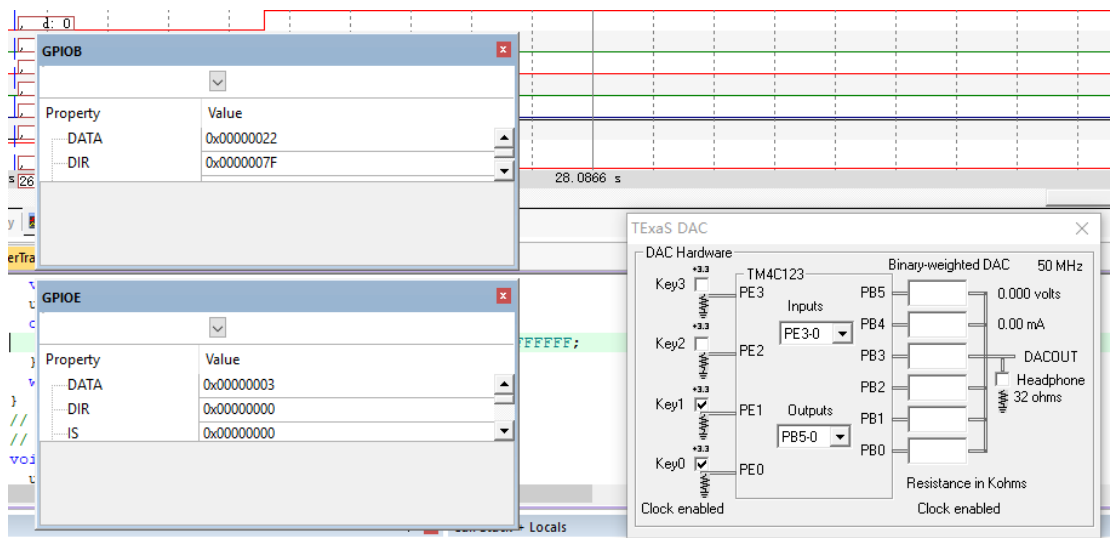 d: 0
GPIOB
x
Property Value
DATA 0x00000022
DIR 0x0000007F
s 26
28.0866 s
y
erTra
GPIOE
x
FFFFFF;
Property Value
DATA 0x00000003
DIR 0x00000000
IS 0x00000000
}
}
//
//
voi
+ Locals
TExaS DAC
DAC Hardware
+3.3
Key3
PE3
+3.3
Key2
PE2
+3.3
Key1
PE1
+3.3
Key0
PE0
Clock enabled
TM4C123
Inputs
PE3-0
Outputs
PB5-0
Binary-weighted DAC 50 MHz
PB5
PB4
PB3
PB2
PB1
PB0
0.000 volts
0.00 mA
DACOUT
Headphone
32 ohms
Resistance in Kohms
Clock enabled